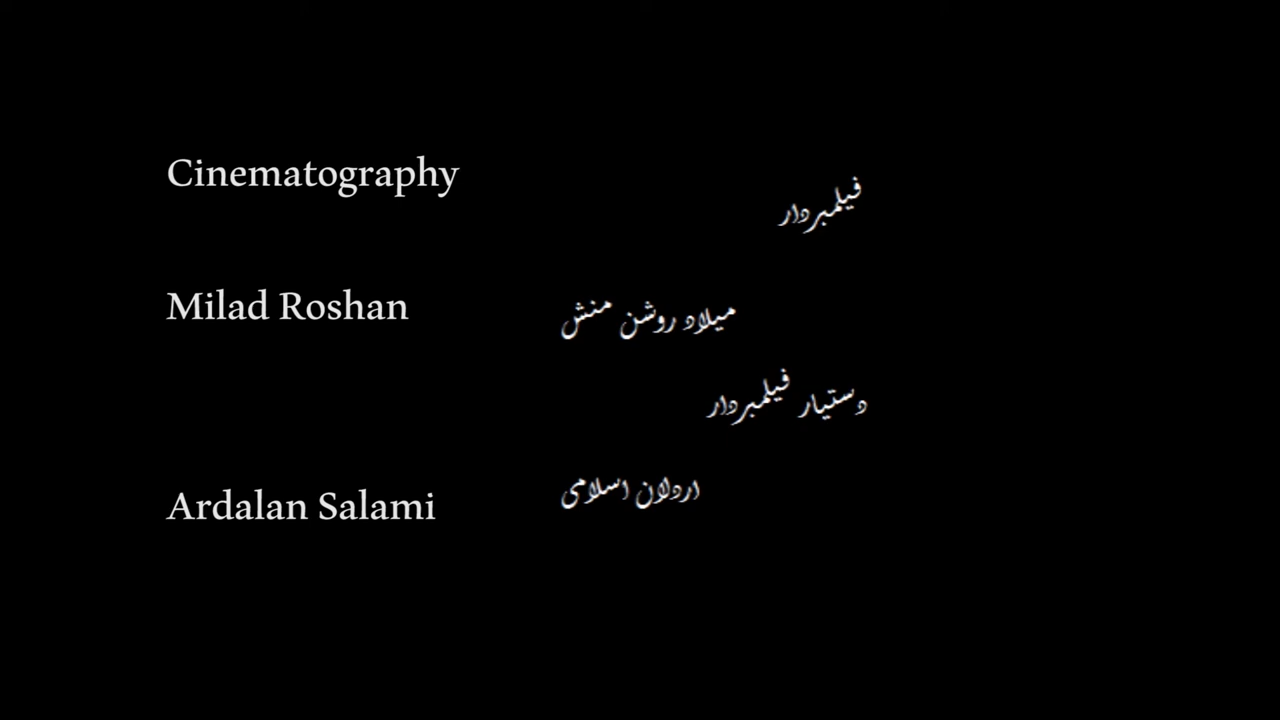 Cinematography
فیلمبردار
Milad Roshan
میلاد روشن منش
دستیار فیلمبردار
Ardalan Salami
اردلان اسلامی